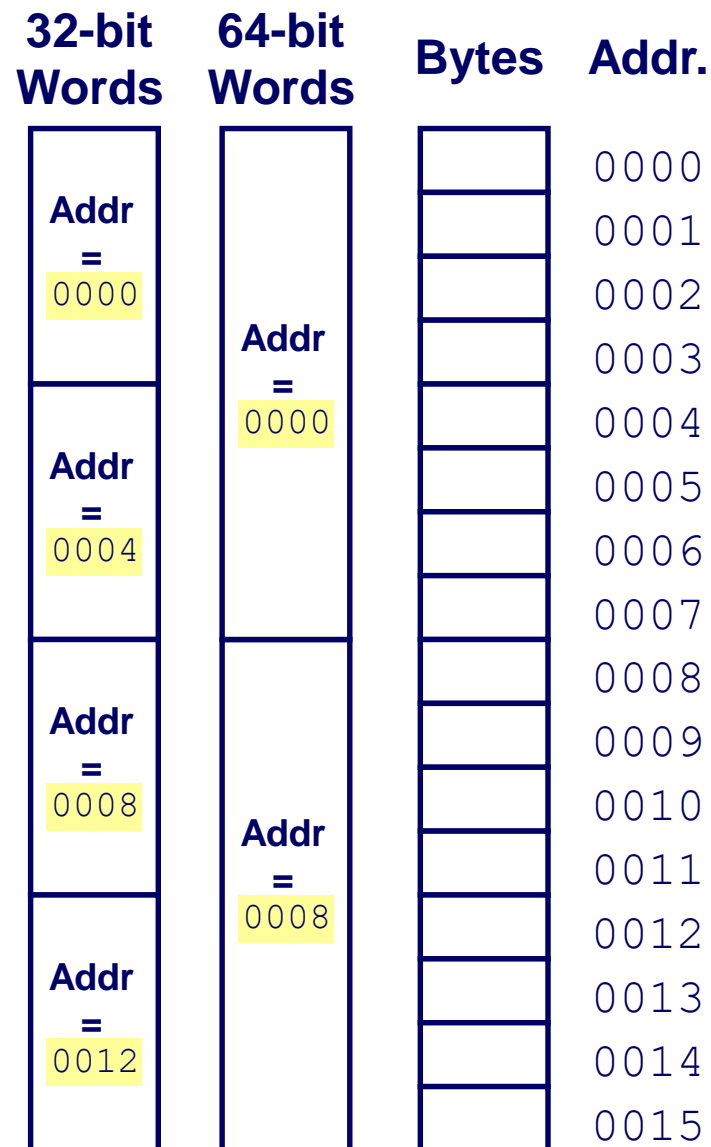 32-bit
Words
64-bit
Words
Bytes
Addr.
Addr
=
0000
Addr
=
0004
Addr
=
0008
Addr
=
0012
Addr
=
0000
Addr
=
0008
0000
0001
0002
0003
0004
0005
0006
0007
0008
0009
0010
0011
0012
0013
0014
0015